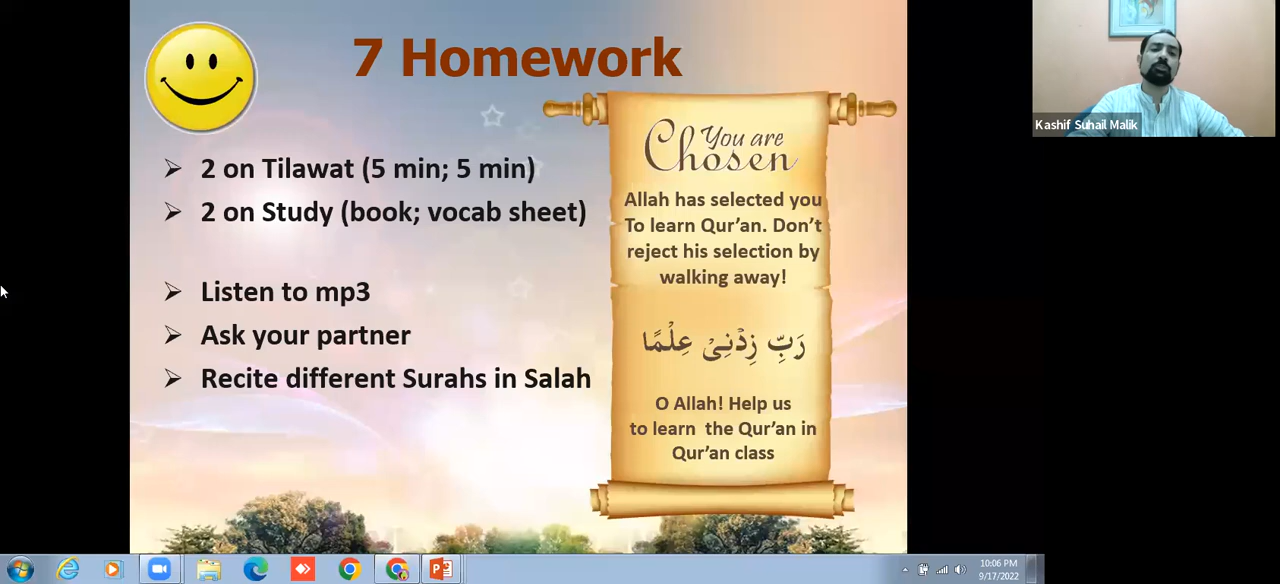 7 Homework
2 on Tilawat (5 min; 5 min)
2 on Study (book; vocab sheet)
Listen to mp3
Ask your partner
Recite different Surahs in Salah
You are
Chosen
Allah has selected you
To learn Qur’an. Don’t
reject his selection by
walking away!
رَبِّ زِدْنِىْ عِلْمًا
O Allah! Help us
to learn the Qur’an in
Qur’an class
Kashif Suhail Malik
10:06 PM
9/17/2022